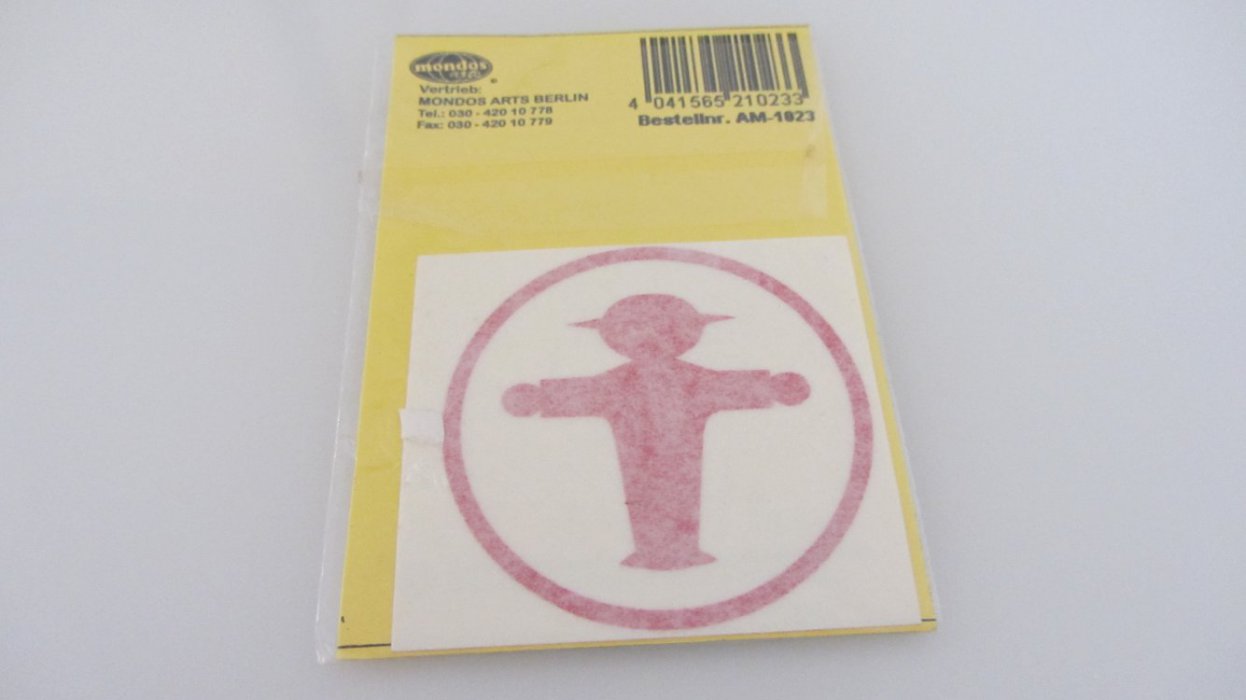 mondos
arts
®
Vertrieb:
MONDOS ARTS BERLIN
Tel.: 030 - 420 10 778
Fax: 030 - 420 10 779
4 041565 210233
Bestellnr. AM-1023